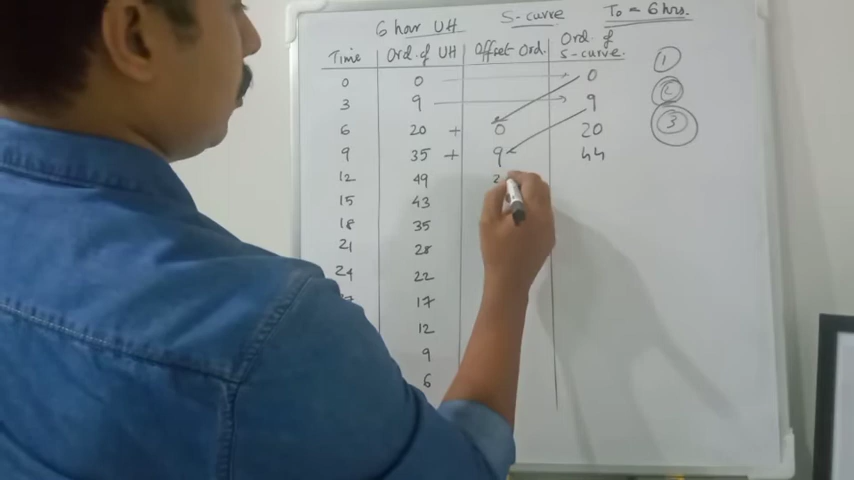 6 hour UH S-curve T₀ = 6 hrs.
Time Ord. of UH Offset Ord. Ord. of S-curve.
0 0 0 1
3 9 9 2
6 20 + 0 20 3
9 35 + 9 44
12 49 2
15 43
18 35
21 28
24 22
17
12
9
6